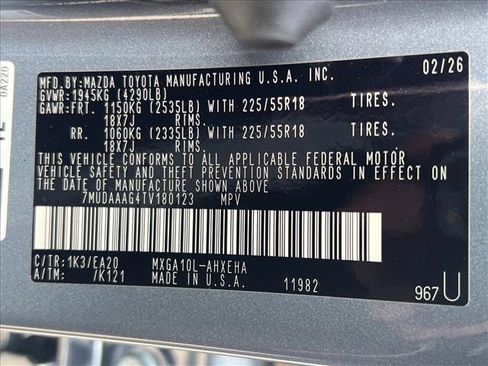 MFD.BY:MAZDA TOYOTA MANUFACTURING U.S.A. INC. 02/26
GVWR:1945KG (4290LB)
GAWR:FRT. 1150KG (2535LB) WITH 225/55R18 TIRES.
18X7J RIMS.
RR. 1060KG (2335LB) WITH 225/55R18 TIRES.
18X7J RIMS.
THIS VEHICLE CONFORMS TO ALL APPLICABLE FEDERAL MOTOR
VEHICLE SAFETY AND THEFT PREVENTION STANDARDS IN EFFECT ON
THE DATE OF MANUFACTURE SHOWN ABOVE.
7MUDAAAG4TV180123 MPV
C/TR:1K3/EA20 MXGA10L-AHXEHA
A/TM: /K121 MADE IN U.S.A. 11982
967 U
0A220